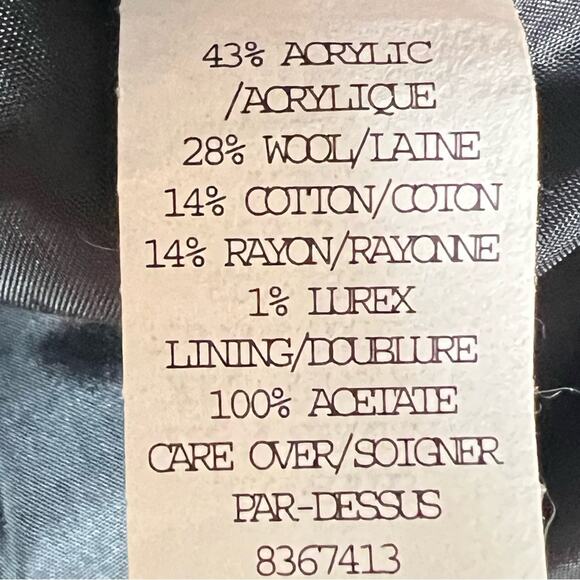 43% ACRYLIC
/ACRYLIQUE
28% WOOL/LAINE
14% COTTON/COTON
14% RAYON/RAYONNE
1% LUREX
LINING/DOUBLURE
100% ACETATE
CARE OVER/SOIGNER
PAR-DESSUS
8367413